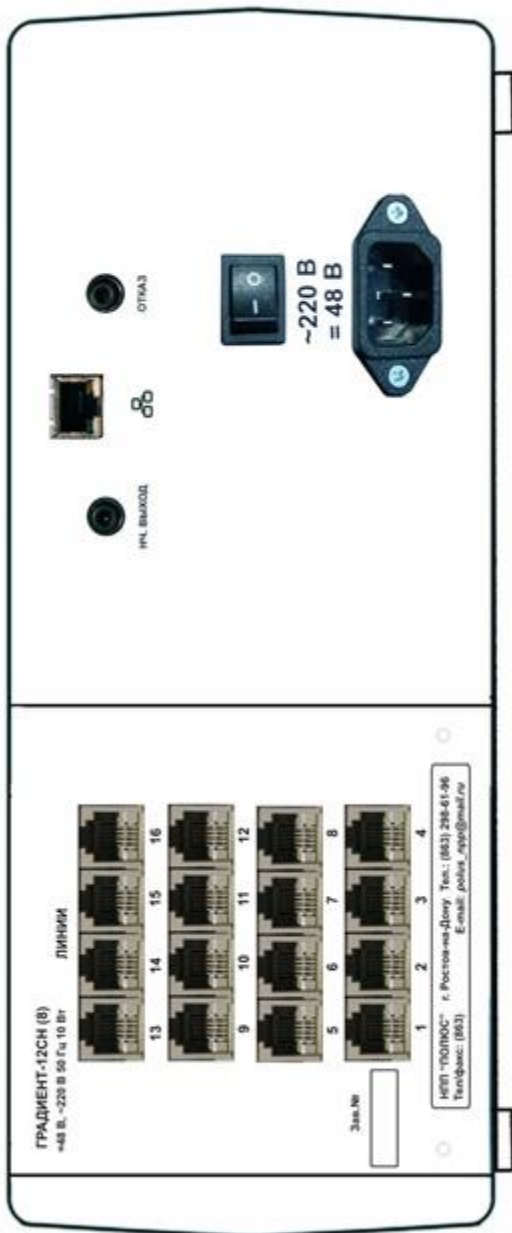 ГРАДИЕНТ-12СН (8)
=48 В, ~220 В 50 Гц 10 Вт
ЛИНИИ
13 14 15 16
9 10 11 12
5 6 7 8
1 2 3 4
Зав.№
НПП "ПОЛЮС" г. Ростов-на-Дону Тел.: (863) 298-61-96
Тел/факс: (863) E-mail: polus_npp@mail.ru
НЧ. ВЫХОД
ОТКАЗ
I O
~220 В
= 48 В